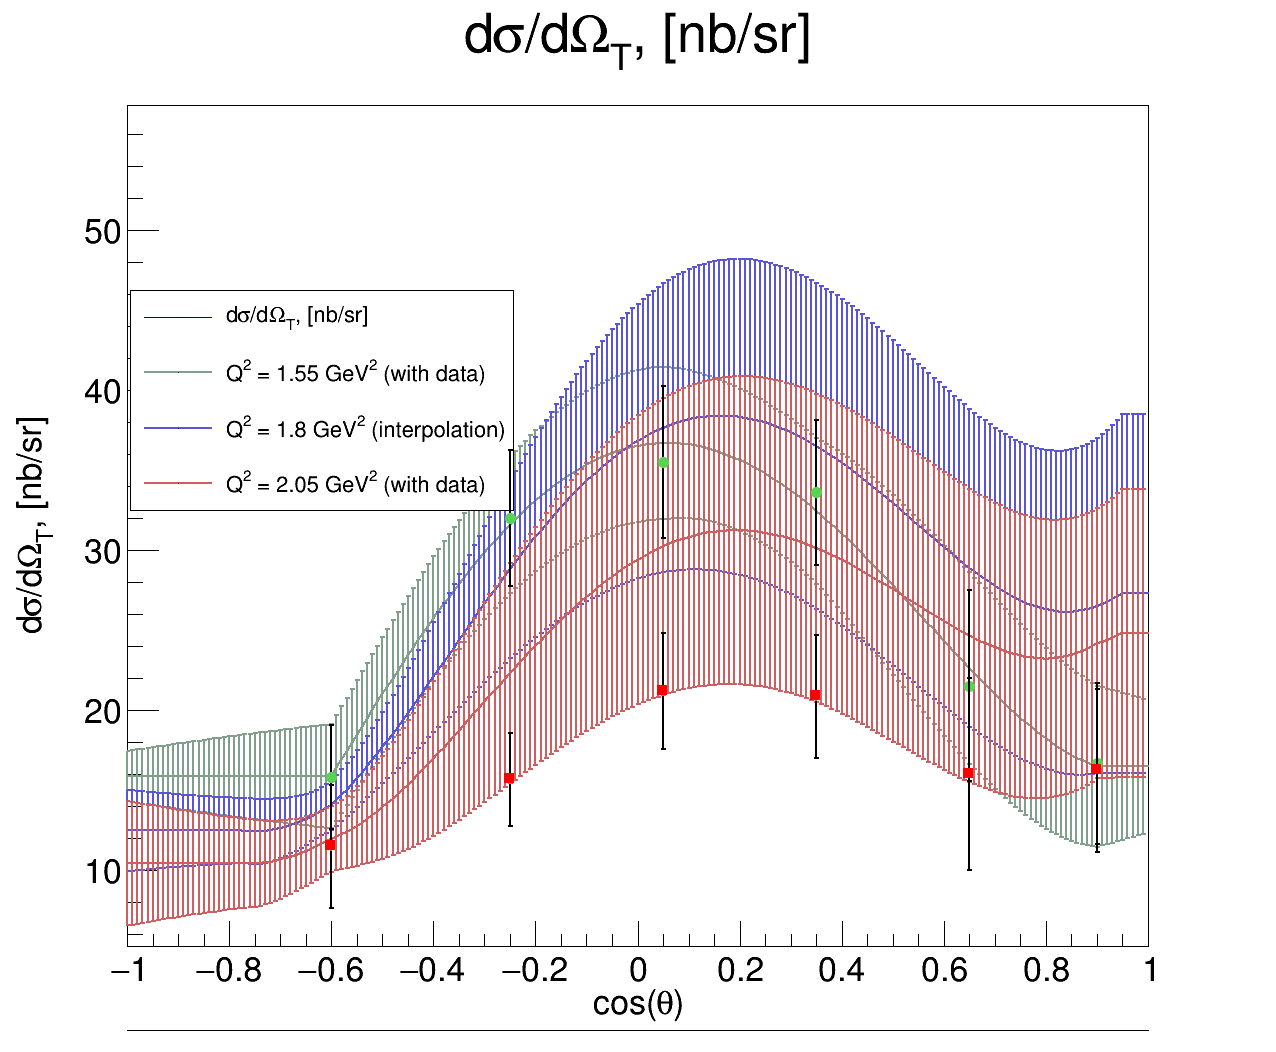 dσ/dΩT, [nb/sr]
dσ/dΩT, [nb/sr]
50
40
30
20
10
dσ/dΩT, [nb/sr]
Q² = 1.55 GeV² (with data)
Q² = 1.8 GeV² (interpolation)
Q² = 2.05 GeV² (with data)
−1 −0.8 −0.6 −0.4 −0.2 0 0.2 0.4 0.6 0.8 1
cos(θ)